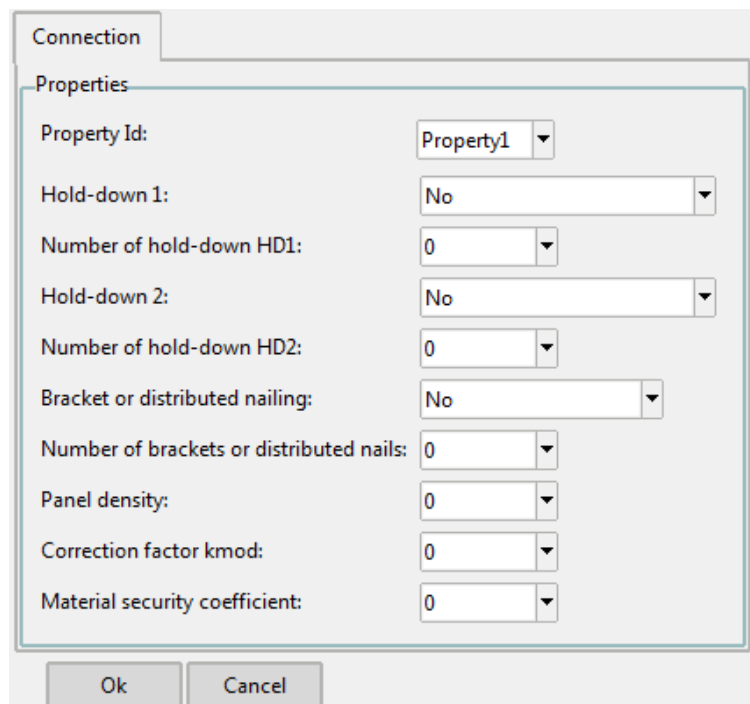 Connection
Properties
Property Id: Property1
Hold-down 1: No
Number of hold-down HD1: 0
Hold-down 2: No
Number of hold-down HD2: 0
Bracket or distributed nailing: No
Number of brackets or distributed nails: 0
Panel density: 0
Correction factor kmod: 0
Material security coefficient: 0
Ok Cancel